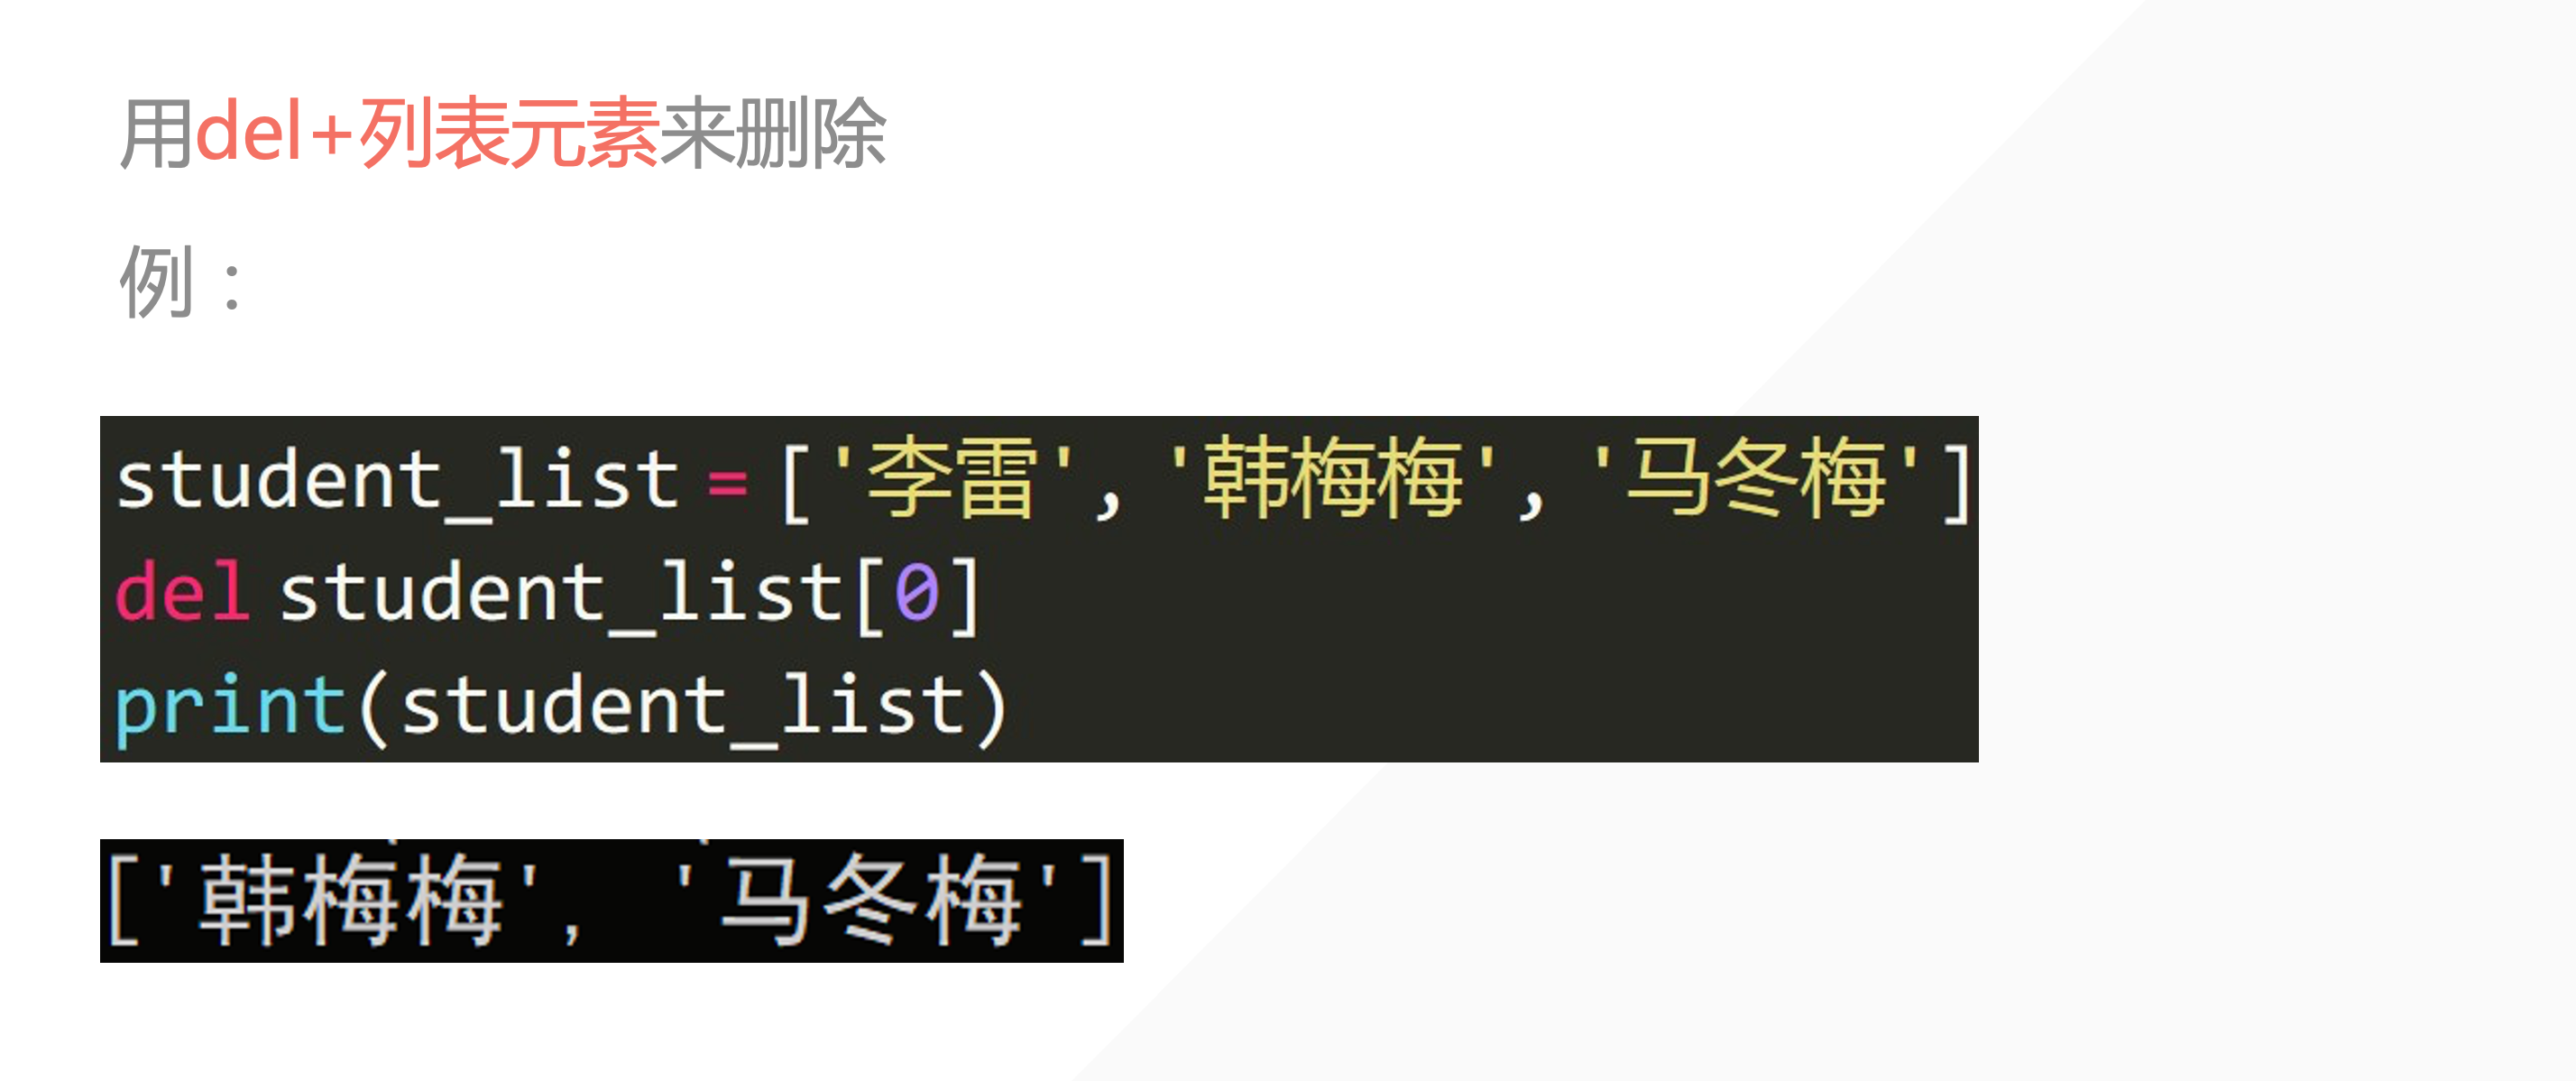 用del+列表元素来删除
例：
student_list = ['李雷','韩梅梅','马冬梅']
del student_list[0]
print(student_list)
['韩梅梅', '马冬梅']